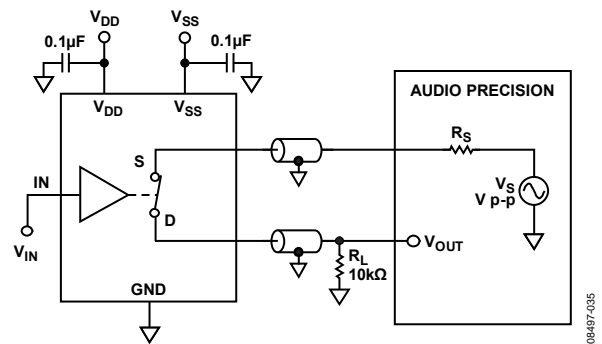 VDD
VSS
0.1µF
0.1µF
VDD
VSS
AUDIO PRECISION
RS
S
VS
V p-p
IN
D
VOUT
VIN
RL
10kΩ
GND
08497-035